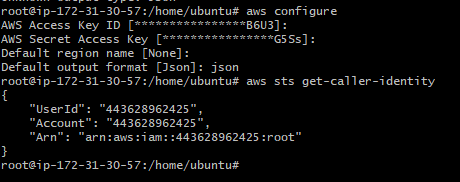 root@ip-172-31-30-57:/home/ubuntu# aws configure
AWS Access Key ID [****************B6U3]:
AWS Secret Access Key [****************G5Ss]:
Default region name [None]:
Default output format [Json]: json
root@ip-172-31-30-57:/home/ubuntu# aws sts get-caller-identity
{
    "UserId": "443628962425",
    "Account": "443628962425",
    "Arn": "arn:aws:iam::443628962425:root"
}
root@ip-172-31-30-57:/home/ubuntu#